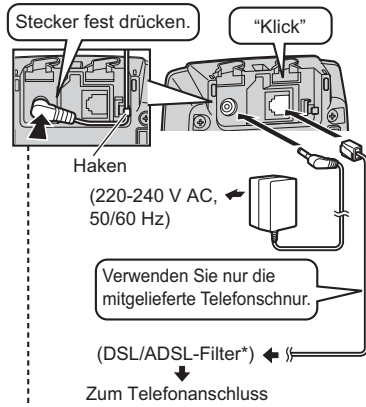 Stecker fest drücken.
“Klick”
Haken
(220-240 V AC,
50/60 Hz)
Verwenden Sie nur die
mitgelieferte Telefonschnur.
(DSL/ADSL-Filter*)
Zum Telefonanschluss